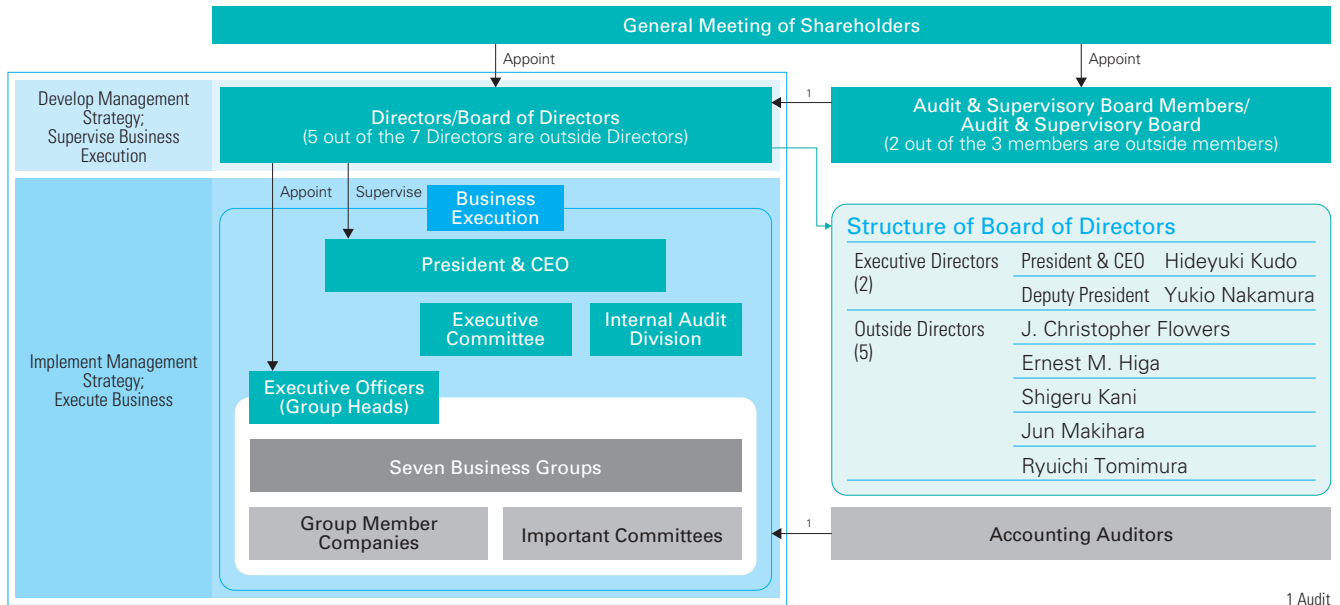 General Meeting of Shareholders
Appoint
Appoint
Develop Management
Strategy;
Supervise Business
Execution
Directors/Board of Directors
(5 out of the 7 Directors are outside Directors)
1
Audit & Supervisory Board Members/
Audit & Supervisory Board
(2 out of the 3 members are outside members)
Appoint
Supervise
Business
Execution
President & CEO
Executive
Committee
Internal Audit
Division
Implement Management
Strategy;
Execute Business
Executive Officers
(Group Heads)
Seven Business Groups
Group Member
Companies
Important Committees
Structure of Board of Directors
Executive Directors
(2)
President & CEO Hideyuki Kudo
Deputy President Yukio Nakamura
Outside Directors
(5)
J. Christopher Flowers
Ernest M. Higa
Shigeru Kani
Jun Makihara
Ryuichi Tomimura
1
Accounting Auditors
1 Audit